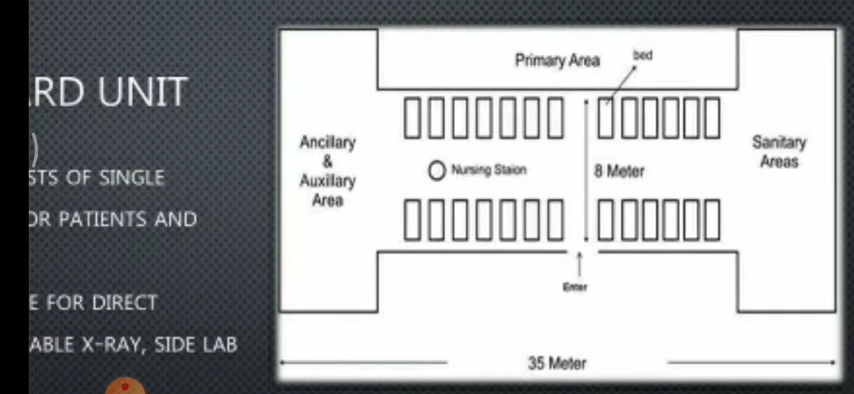 RD UNIT
)
STS OF SINGLE
OR PATIENTS AND
E FOR DIRECT
ABLE X-RAY, SIDE LAB
Primary Area
bed
Ancillary
&
Auxillary
Area
Nursing Staion
8 Meter
Sanitary
Areas
Enter
35 Meter